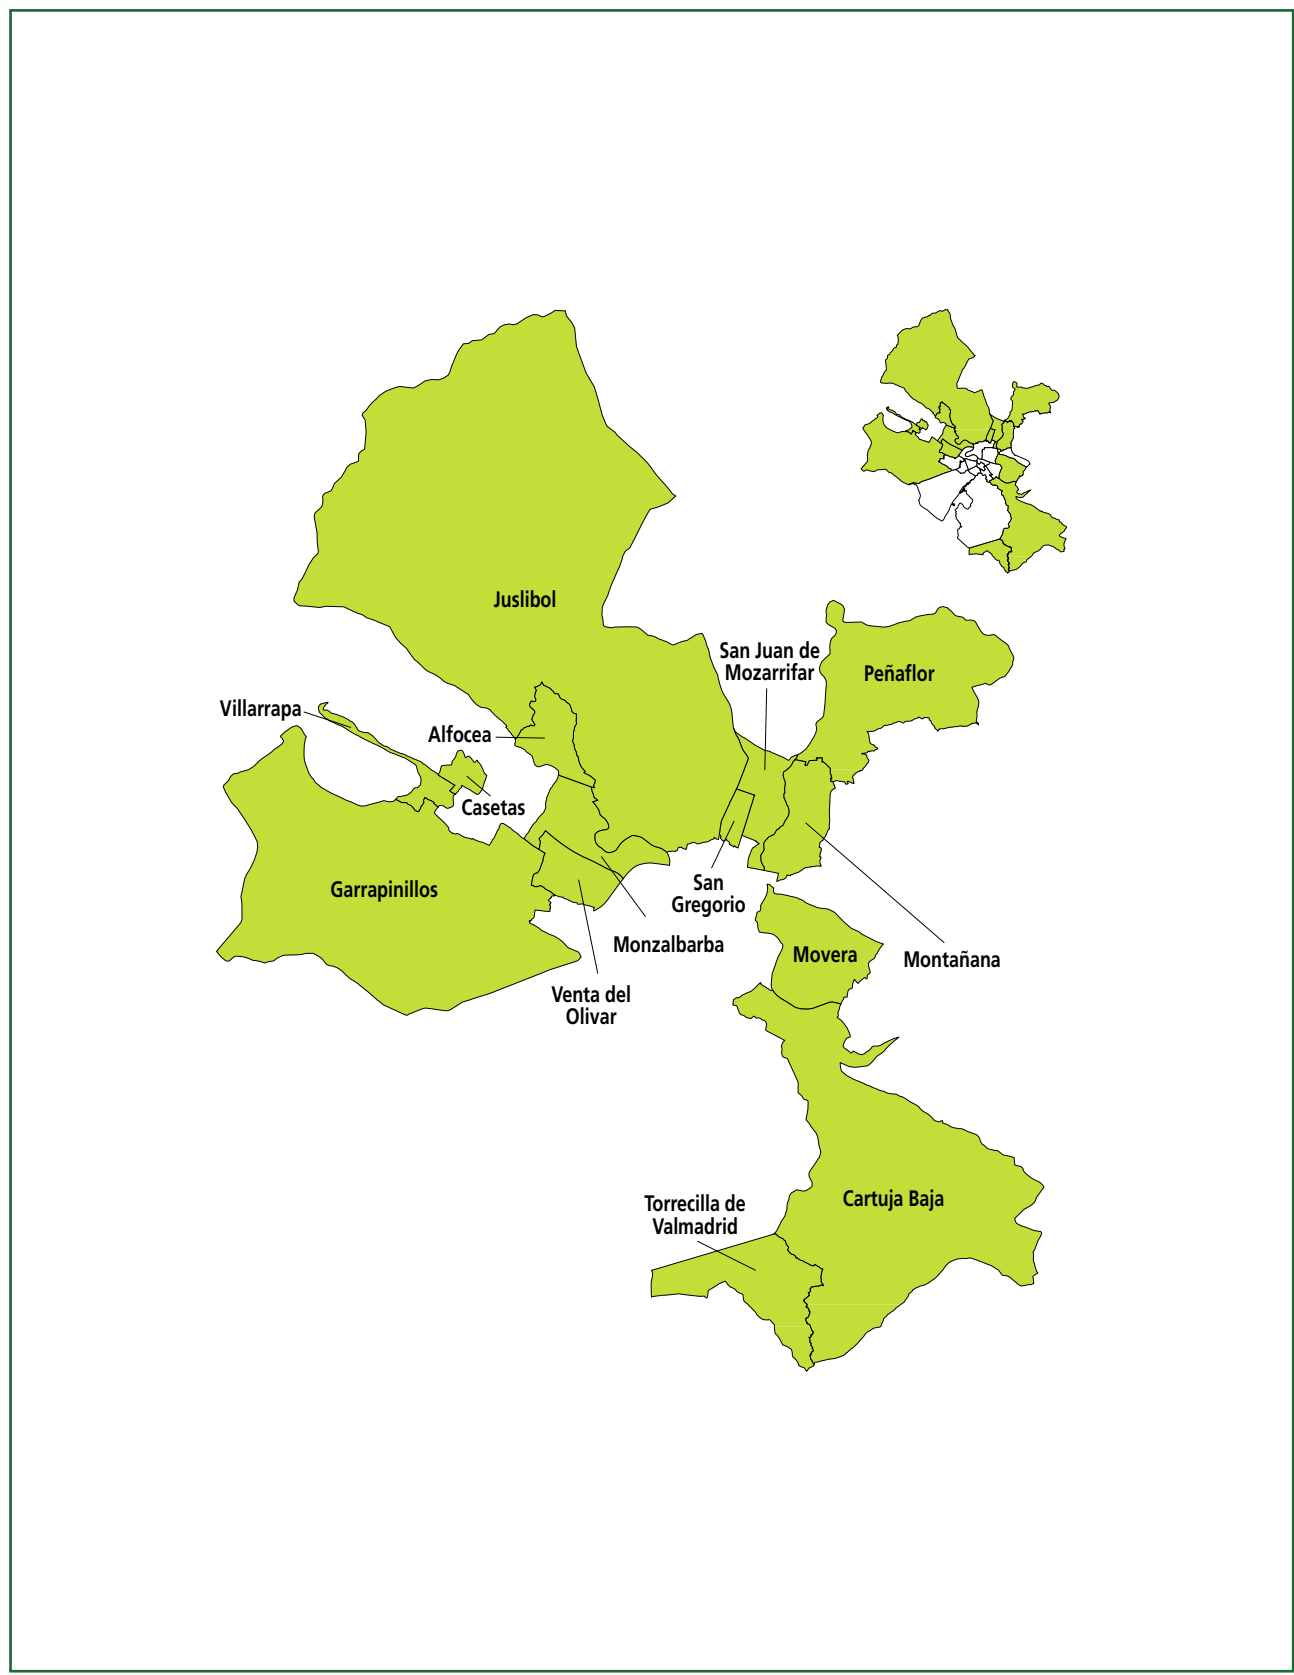 Juslibol
San Juan de
Mozarrifar
Peñaflor
Villarrapa
Alfocea
Casetas
Garrapinillos
San
Gregorio
Monzalbarba
Movera
Montañana
Venta del
Olivar
Torrecilla de
Valmadrid
Cartuja Baja